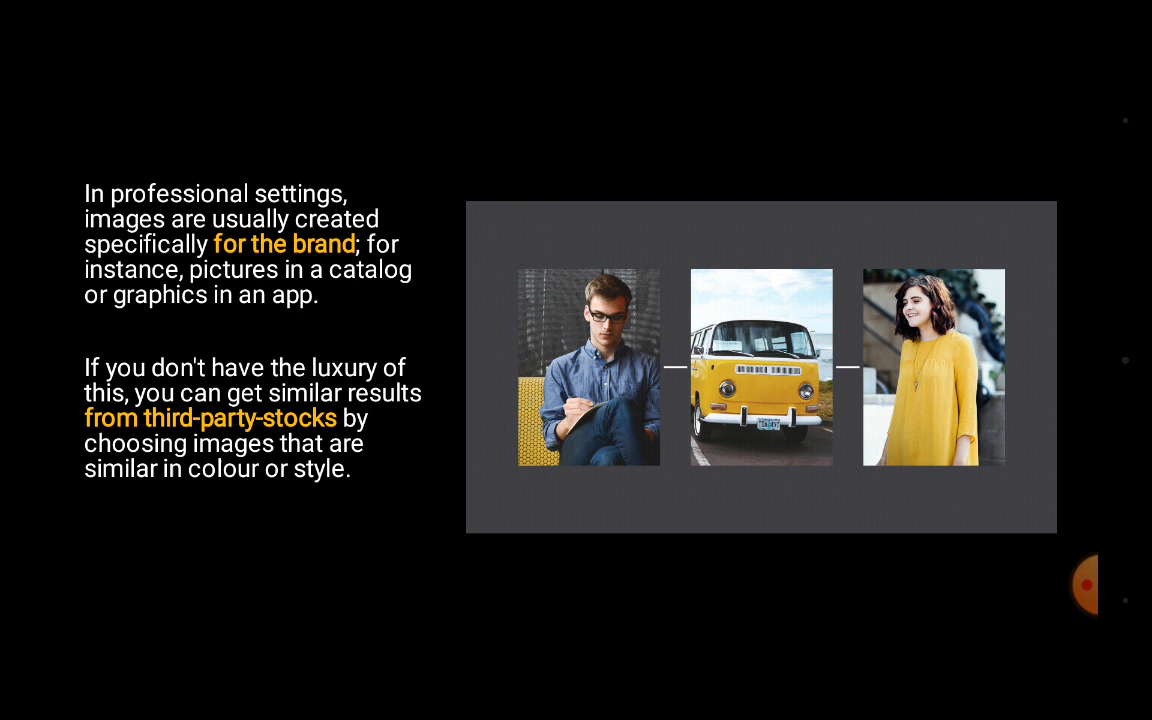 In professional settings,
images are usually created
specifically for the brand; for
instance, pictures in a catalog
or graphics in an app.
If you don't have the luxury of
this, you can get similar results
from third-party-stocks by
choosing images that are
similar in colour or style.